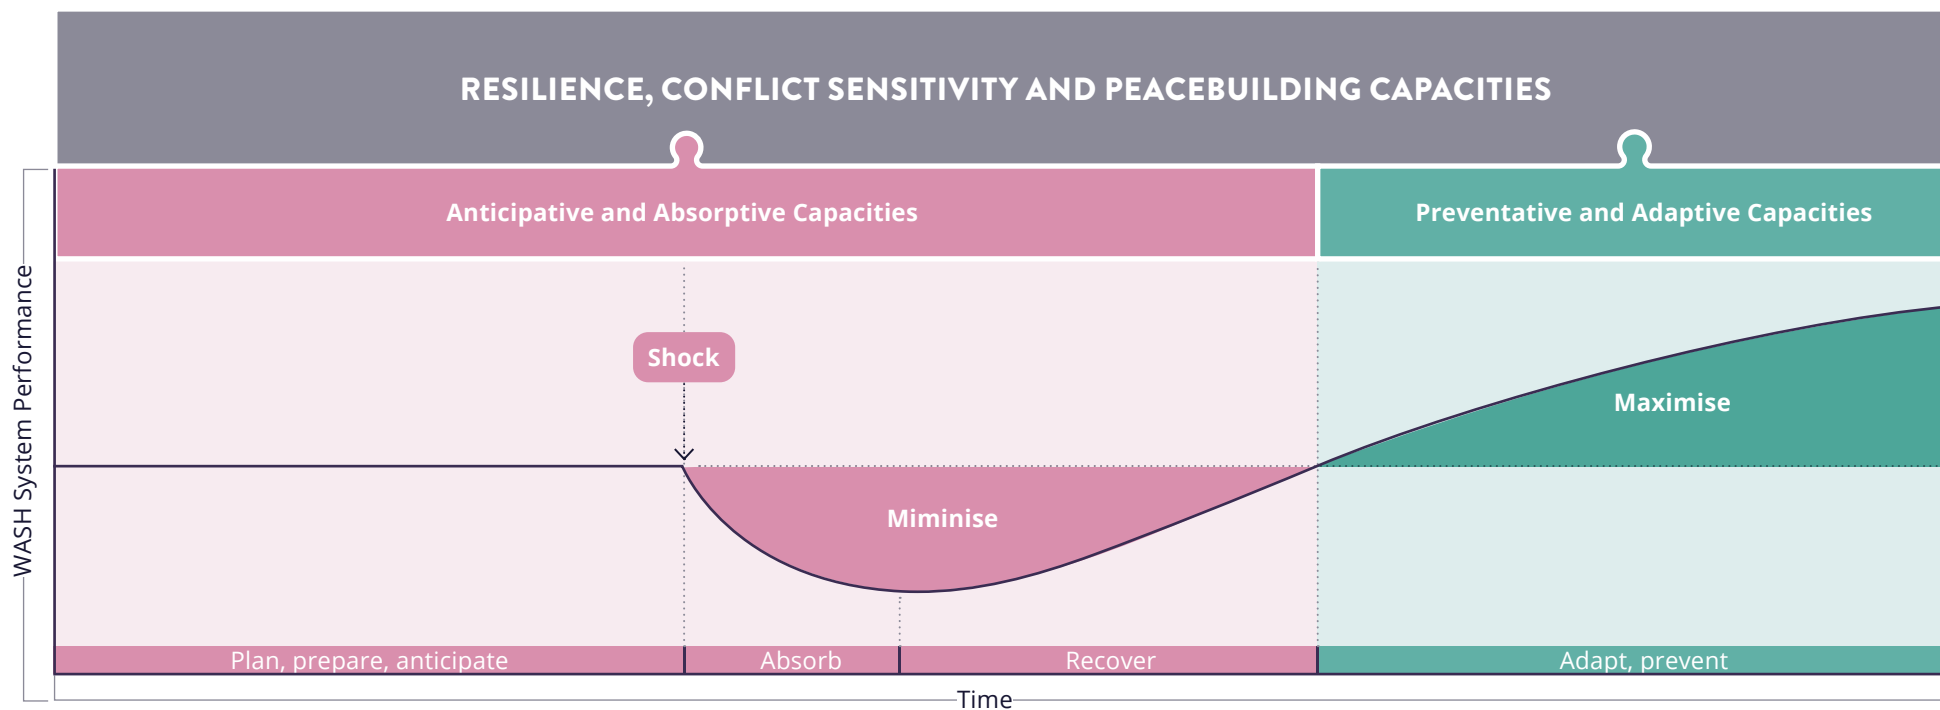 RESILIENCE, CONFLICT SENSITIVITY AND PEACEBUILDING CAPACITIES
Anticipative and Absorptive Capacities
Preventative and Adaptive Capacities
WASH System Performance
Shock
Maximise
Miminise
Plan, prepare, anticipate
Absorb
Recover
Adapt, prevent
Time